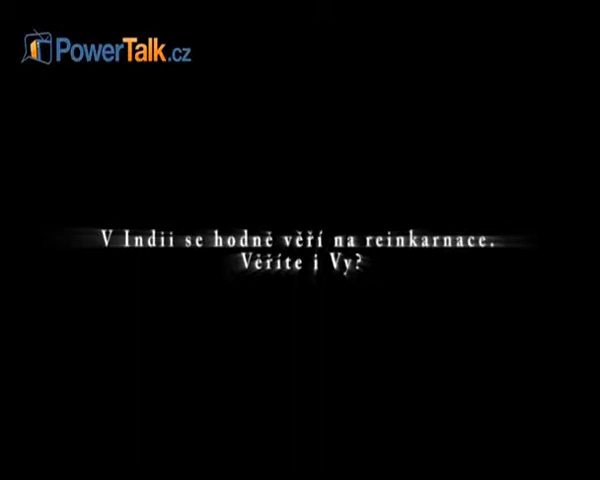 PowerTalk.cz
V Indii se hodně věří na reinkarnace.
Věříte i Vy?